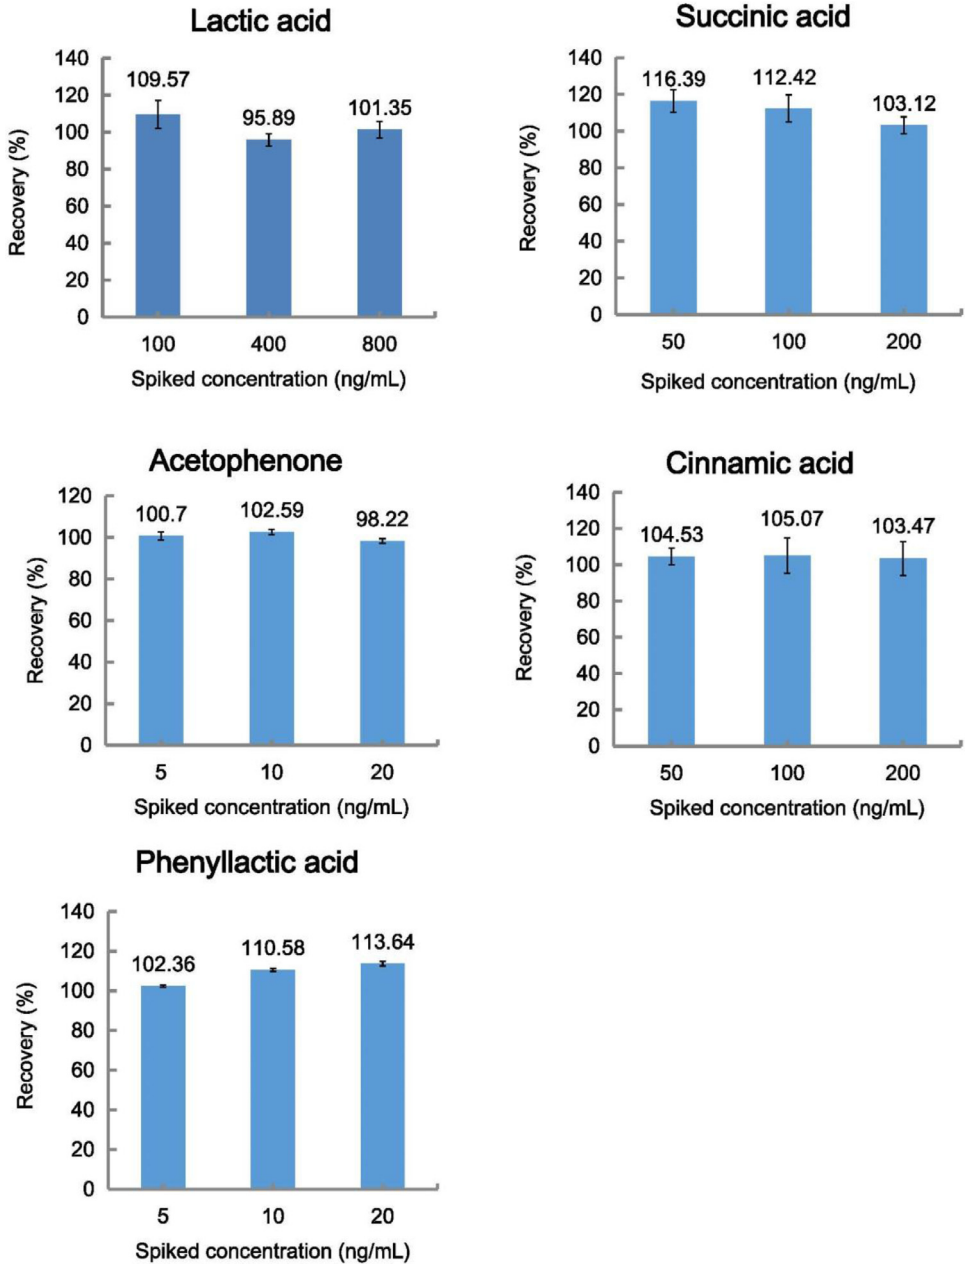 Lactic acid
140
120
100
80
60
40
20
0
Recovery (%)
109.57
95.89
101.35
100 400 800
Spiked concentration (ng/mL)
Succinic acid
140
120
100
80
60
40
20
0
Recovery (%)
116.39
112.42
103.12
50 100 200
Spiked concentration (ng/mL)
Acetophenone
120
100
80
60
40
20
0
Recovery (%)
100.7
102.59
98.22
5 10 20
Spiked concentration (ng/mL)
Cinnamic acid
140
120
100
80
60
40
20
0
Recovery (%)
104.53
105.07
103.47
50 100 200
Spiked concentration (ng/mL)
Phenyllactic acid
140
120
100
80
60
40
20
0
Recovery (%)
102.36
110.58
113.64
5 10 20
Spiked concentration (ng/mL)